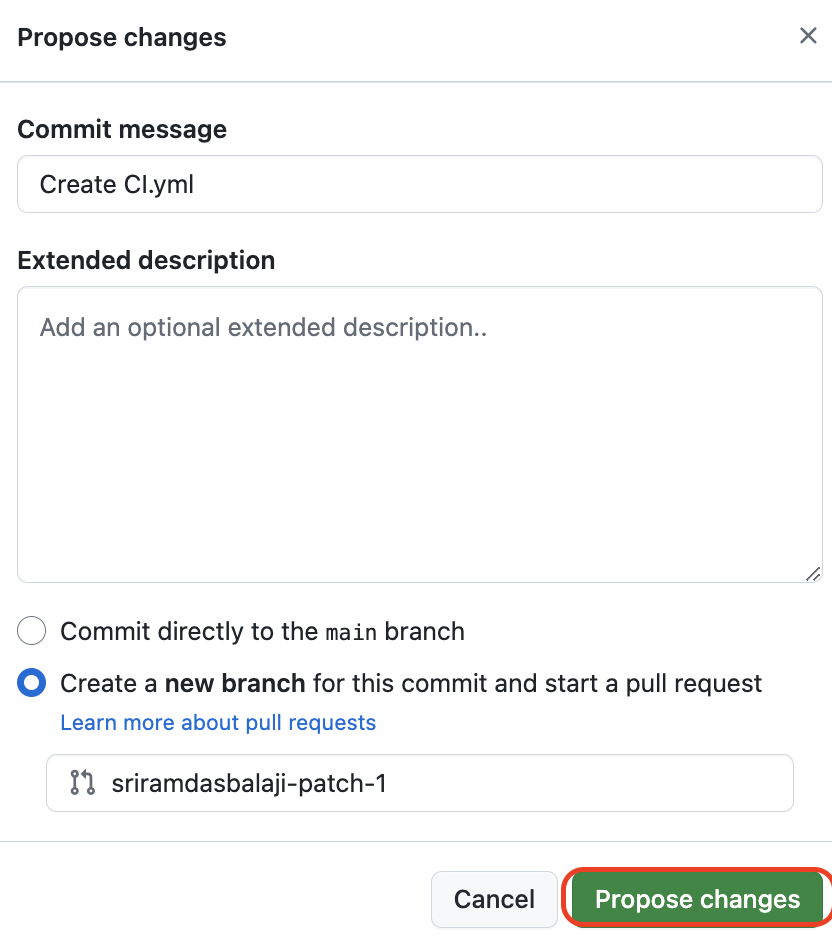 Propose changes
Commit message
Create CI.yml
Extended description
Add an optional extended description..
Commit directly to the main branch
Create a new branch for this commit and start a pull request
Learn more about pull requests
sriramdasbalaji-patch-1
Cancel
Propose changes